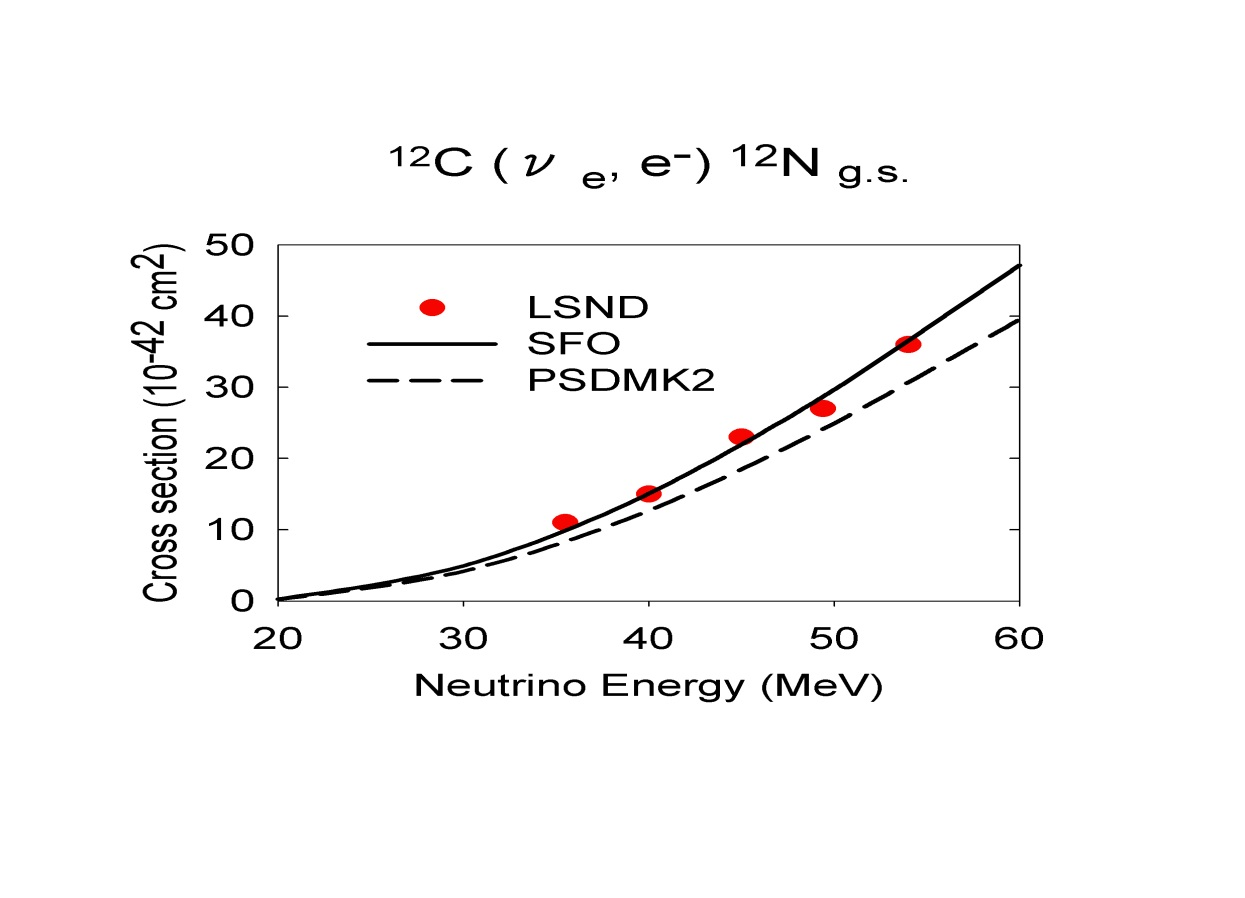 ¹²C (ν e, e⁻) ¹²N g.s.
Cross section (10⁻⁴² cm²)
50
40
30
20
10
0
LSND
SFO
PSDMK2
20 30 40 50 60
Neutrino Energy (MeV)